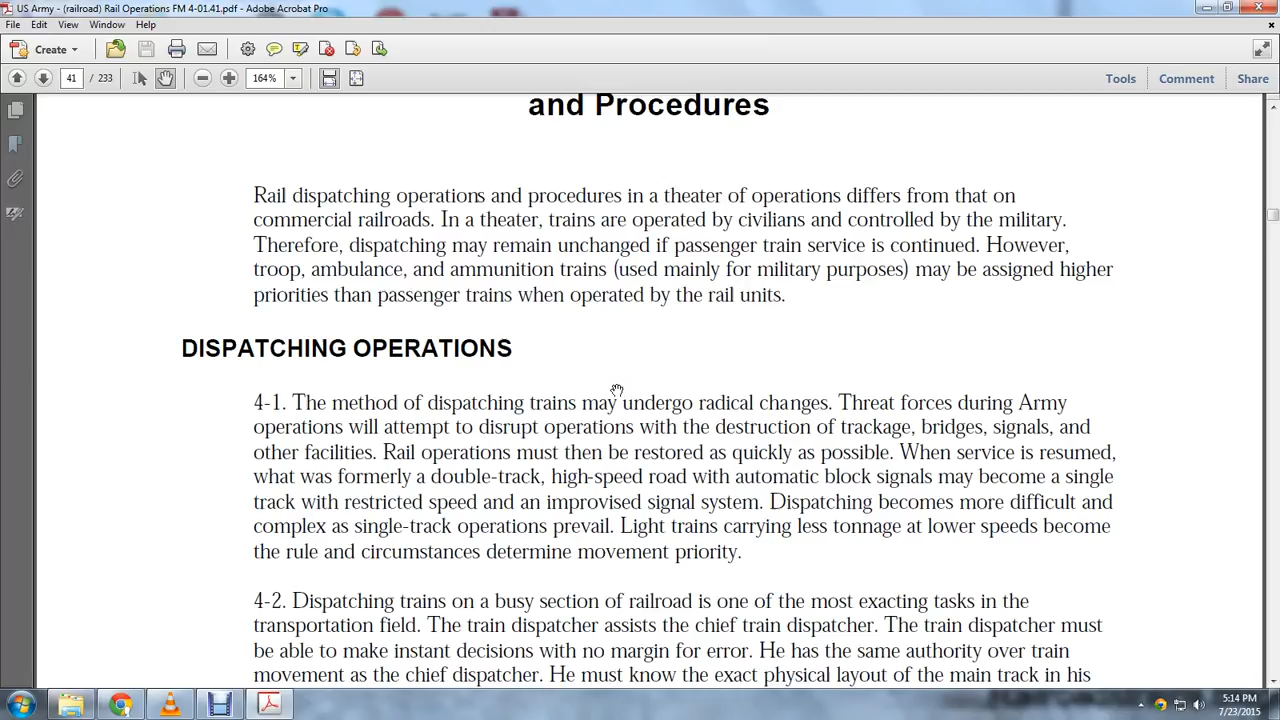 US Army - (railroad) Rail Operations FM 4-01.41.pdf - Adobe Acrobat Pro
File Edit View Window Help
Create
41 / 233 164% Tools Comment Share
and Procedures
Rail dispatching operations and procedures in a theater of operations differs from that on
commercial railroads. In a theater, trains are operated by civilians and controlled by the military.
Therefore, dispatching may remain unchanged if passenger train service is continued. However,
troop, ambulance, and ammunition trains (used mainly for military purposes) may be assigned higher
priorities than passenger trains when operated by the rail units.
DISPATCHING OPERATIONS
4-1. The method of dispatching trains may undergo radical changes. Threat forces during Army
operations will attempt to disrupt operations with the destruction of trackage, bridges, signals, and
other facilities. Rail operations must then be restored as quickly as possible. When service is resumed,
what was formerly a double-track, high-speed road with automatic block signals may become a single
track with restricted speed and an improvised signal system. Dispatching becomes more difficult and
complex as single-track operations prevail. Light trains carrying less tonnage at lower speeds become
the rule and circumstances determine movement priority.
4-2. Dispatching trains on a busy section of railroad is one of the most exacting tasks in the
transportation field. The train dispatcher assists the chief train dispatcher. The train dispatcher must
be able to make instant decisions with no margin for error. He has the same authority over train
movement as the chief dispatcher. He must know the exact physical layout of the main track in his
5:14 PM
7/23/2015